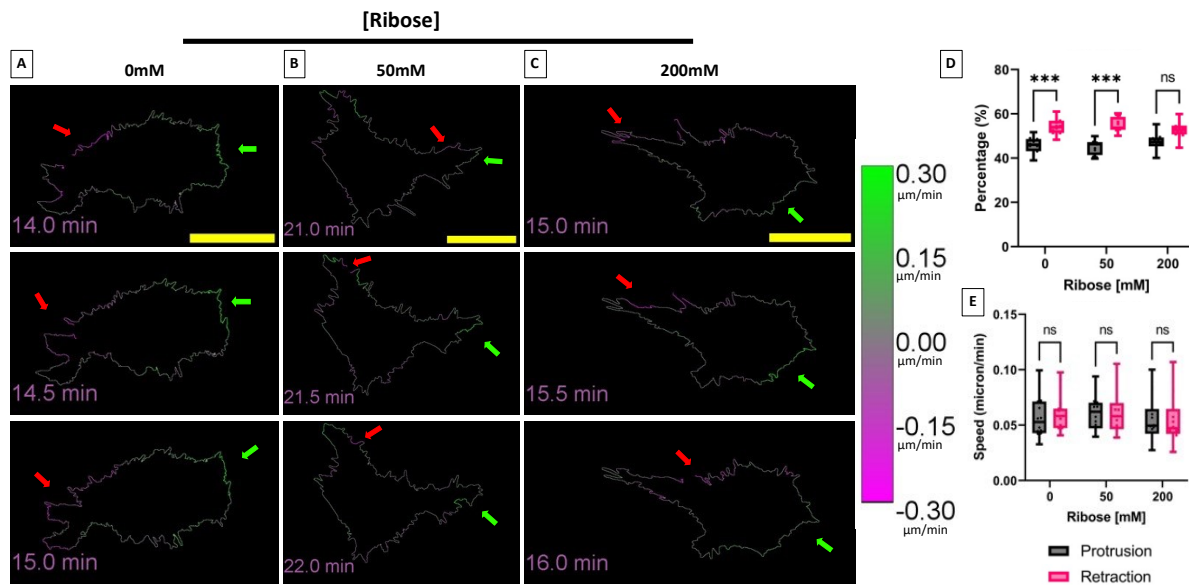 [Ribose]
A
0mM
B
50mM
C
200mM
14.0 min
21.0 min
15.0 min
14.5 min
21.5 min
15.5 min
15.0 min
22.0 min
16.0 min
0.30
μm/min
0.15
μm/min
0.00
μm/min
-0.15
μm/min
-0.30
μm/min
D
*** *** ns
Percentage (%)
80
60
40
20
0
0 50 200
Ribose [mM]
E
ns ns ns
Speed (micron/min)
0.15
0.10
0.05
0.00
0 50 200
Ribose [mM]
Protrusion
Retraction